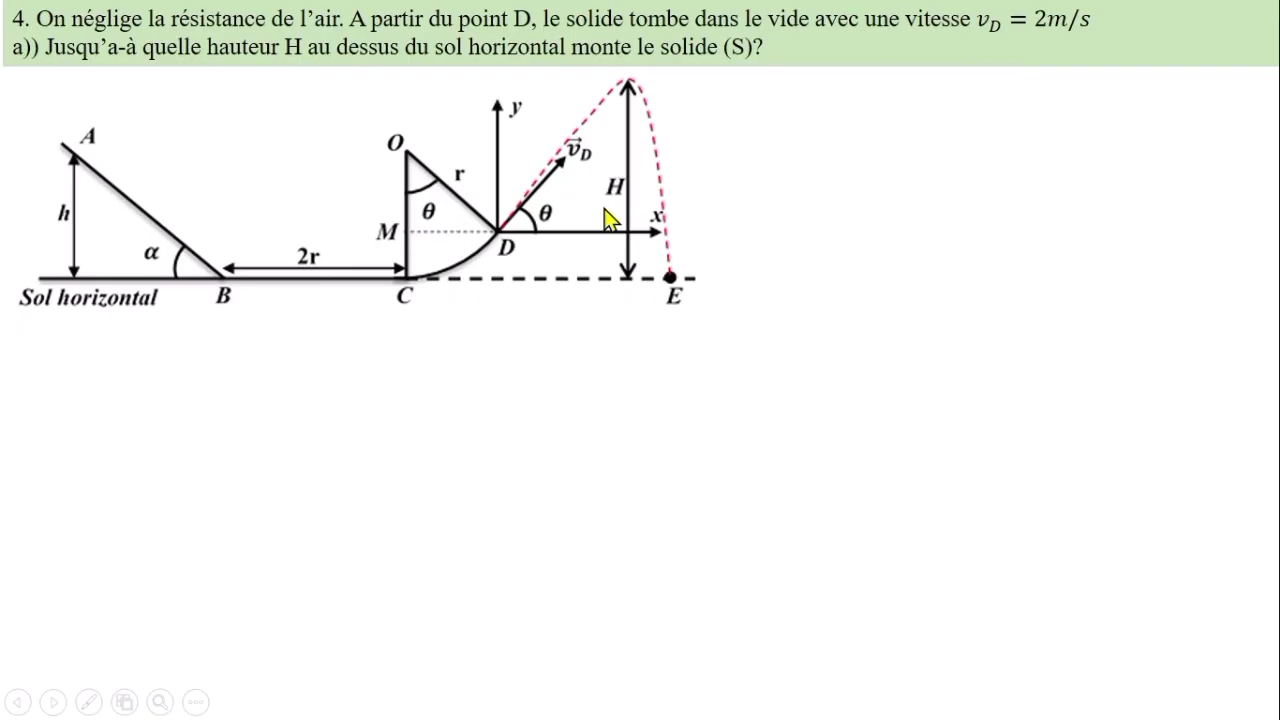 4. On néglige la résistance de l’air. A partir du point D, le solide tombe dans le vide avec une vitesse 𝑣_D = 2m/s
a)) Jusqu’a-à quelle hauteur H au dessus du sol horizontal monte le solide (S)?
y
A
O
v⃗_D
r
H
h
θ
θ
x
M
D
α
2r
Sol horizontal
B
C
E